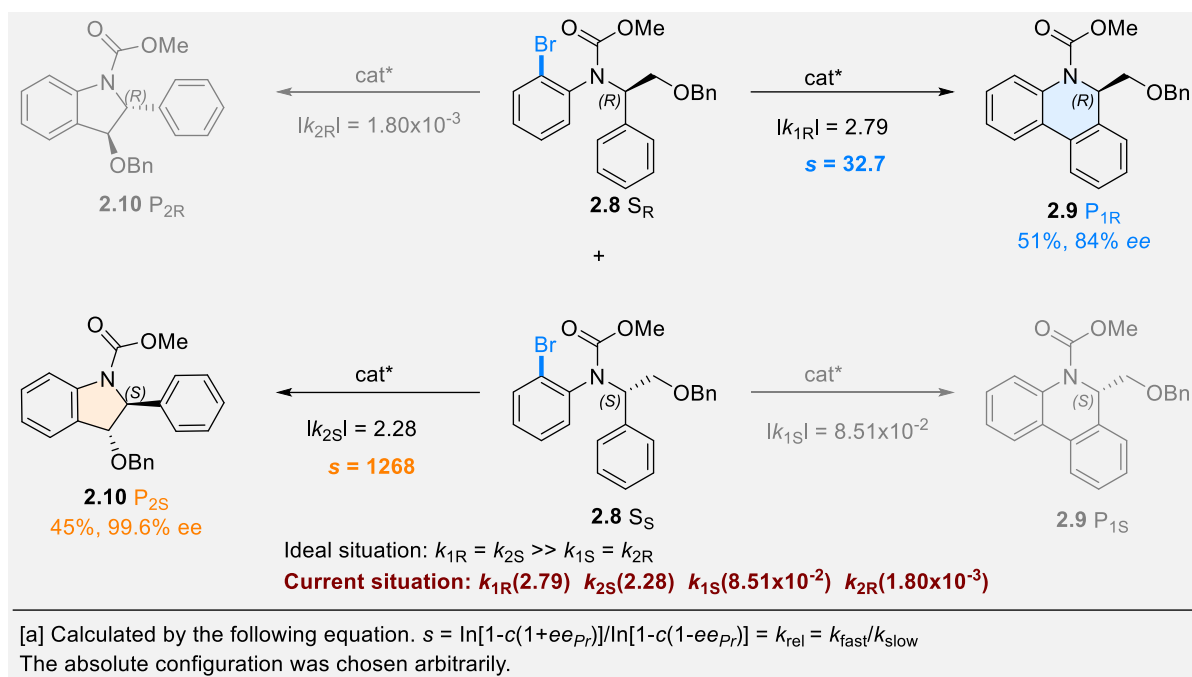 O OMe
N
(R)
OBn
2.10 P2R
cat*
|k2R| = 1.80x10-3
Br
O OMe
N
(R)
OBn
2.8 SR
cat*
|k1R| = 2.79
s = 32.7
O OMe
N
(R)
OBn
2.9 P1R
51%, 84% ee
+
O OMe
N
(S)
OBn
2.10 P2S
45%, 99.6% ee
cat*
|k2S| = 2.28
s = 1268
Br
O OMe
N
(S)
OBn
2.8 SS
cat*
|k1S| = 8.51x10-2
O OMe
N
(S)
OBn
2.9 P1S
Ideal situation: k1R = k2S >> k1S = k2R
Current situation: k1R(2.79) k2S(2.28) k1S(8.51x10-2) k2R(1.80x10-3)
[a] Calculated by the following equation. s = ln[1-c(1+eePr)]/ln[1-c(1-eePr)] = krel = kfast/kslow
The absolute configuration was chosen arbitrarily.